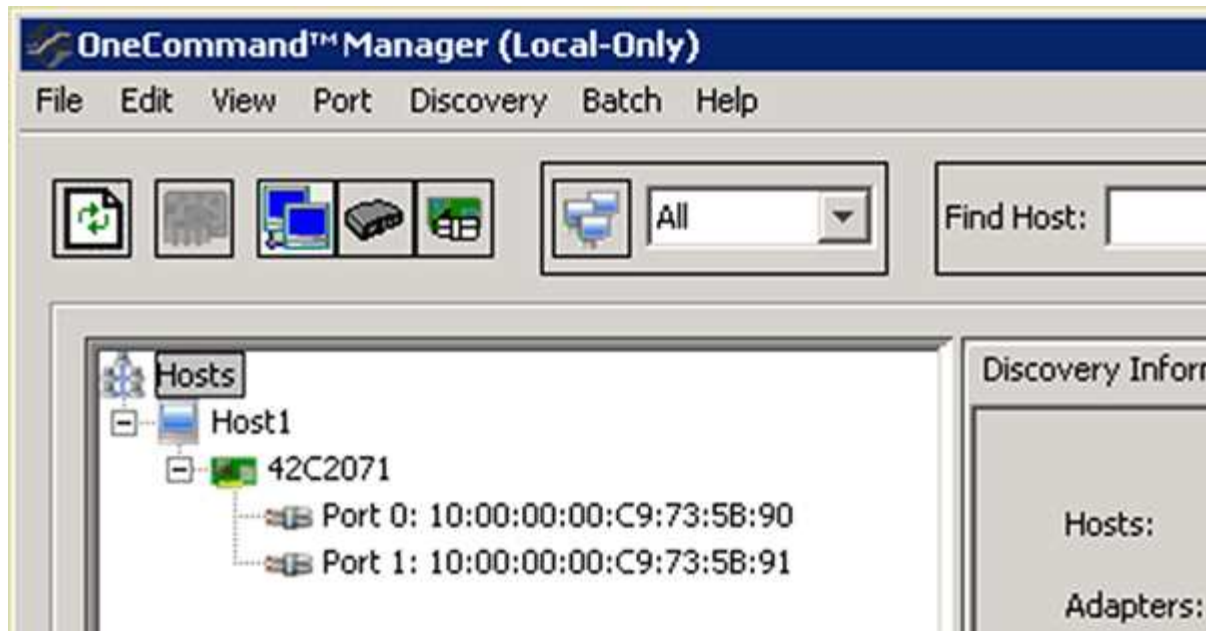 OneCommand™ Manager (Local-Only)
File Edit View Port Discovery Batch Help
All
Find Host:
Hosts
Host1
42C2071
Port 0: 10:00:00:00:C9:73:5B:90
Port 1: 10:00:00:00:C9:73:5B:91
Discovery
Hosts:
Adapters: